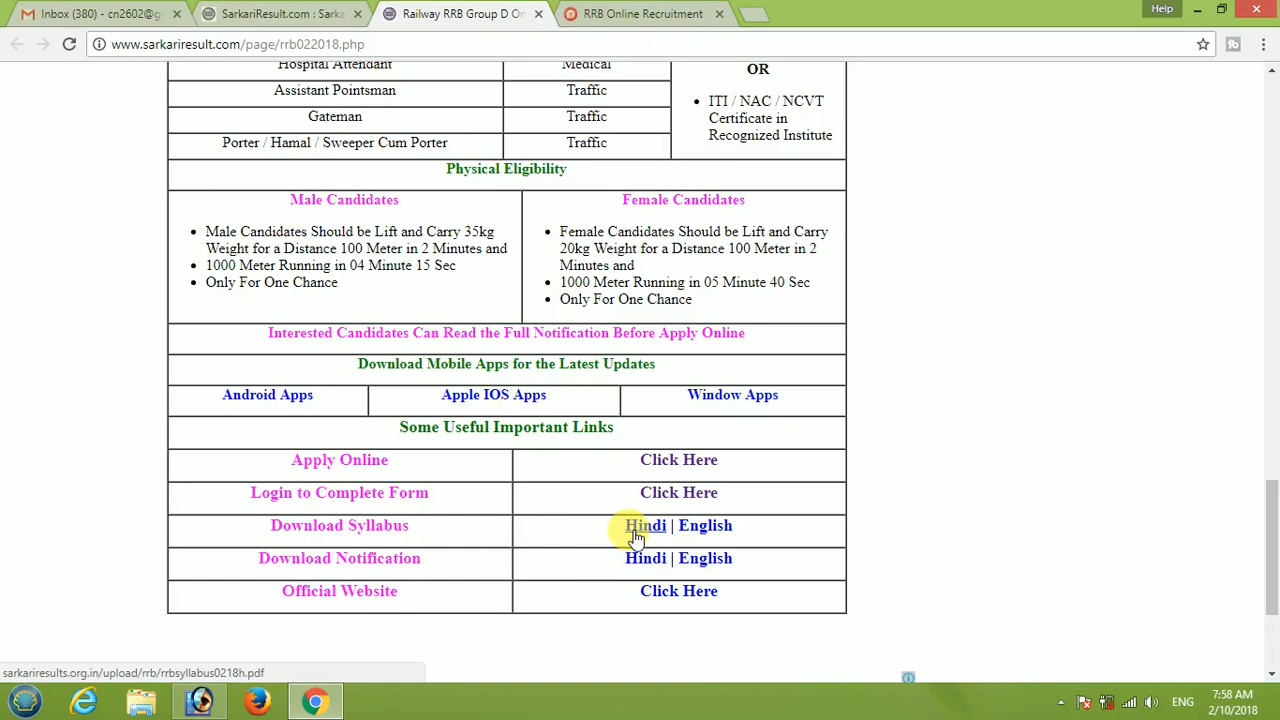 Inbox (380) - cn2602@g
SarkariResult.com : Sarka
Railway RRB Group D On
RRB Online Recruitment
Help
www.sarkariresult.com/page/rrb022018.php
Hospital Attendant Medical
OR
Assistant Pointsman Traffic
ITI / NAC / NCVT
Certificate in
Recognized Institute
Gateman Traffic
Porter / Hamal / Sweeper Cum Porter Traffic
Physical Eligibility
Male Candidates
Male Candidates Should be Lift and Carry 35kg
Weight for a Distance 100 Meter in 2 Minutes and
1000 Meter Running in 04 Minute 15 Sec
Only For One Chance
Female Candidates
Female Candidates Should be Lift and Carry
20kg Weight for a Distance 100 Meter in 2
Minutes and
1000 Meter Running in 05 Minute 40 Sec
Only For One Chance
Interested Candidates Can Read the Full Notification Before Apply Online
Download Mobile Apps for the Latest Updates
Android Apps Apple IOS Apps Window Apps
Some Useful Important Links
Apply Online Click Here
Login to Complete Form Click Here
Download Syllabus Hindi | English
Download Notification Hindi | English
Official Website Click Here
sarkariresults.org.in/upload/rrb/rrbsyllabus0218h.pdf
ENG
7:58 AM
2/10/2018